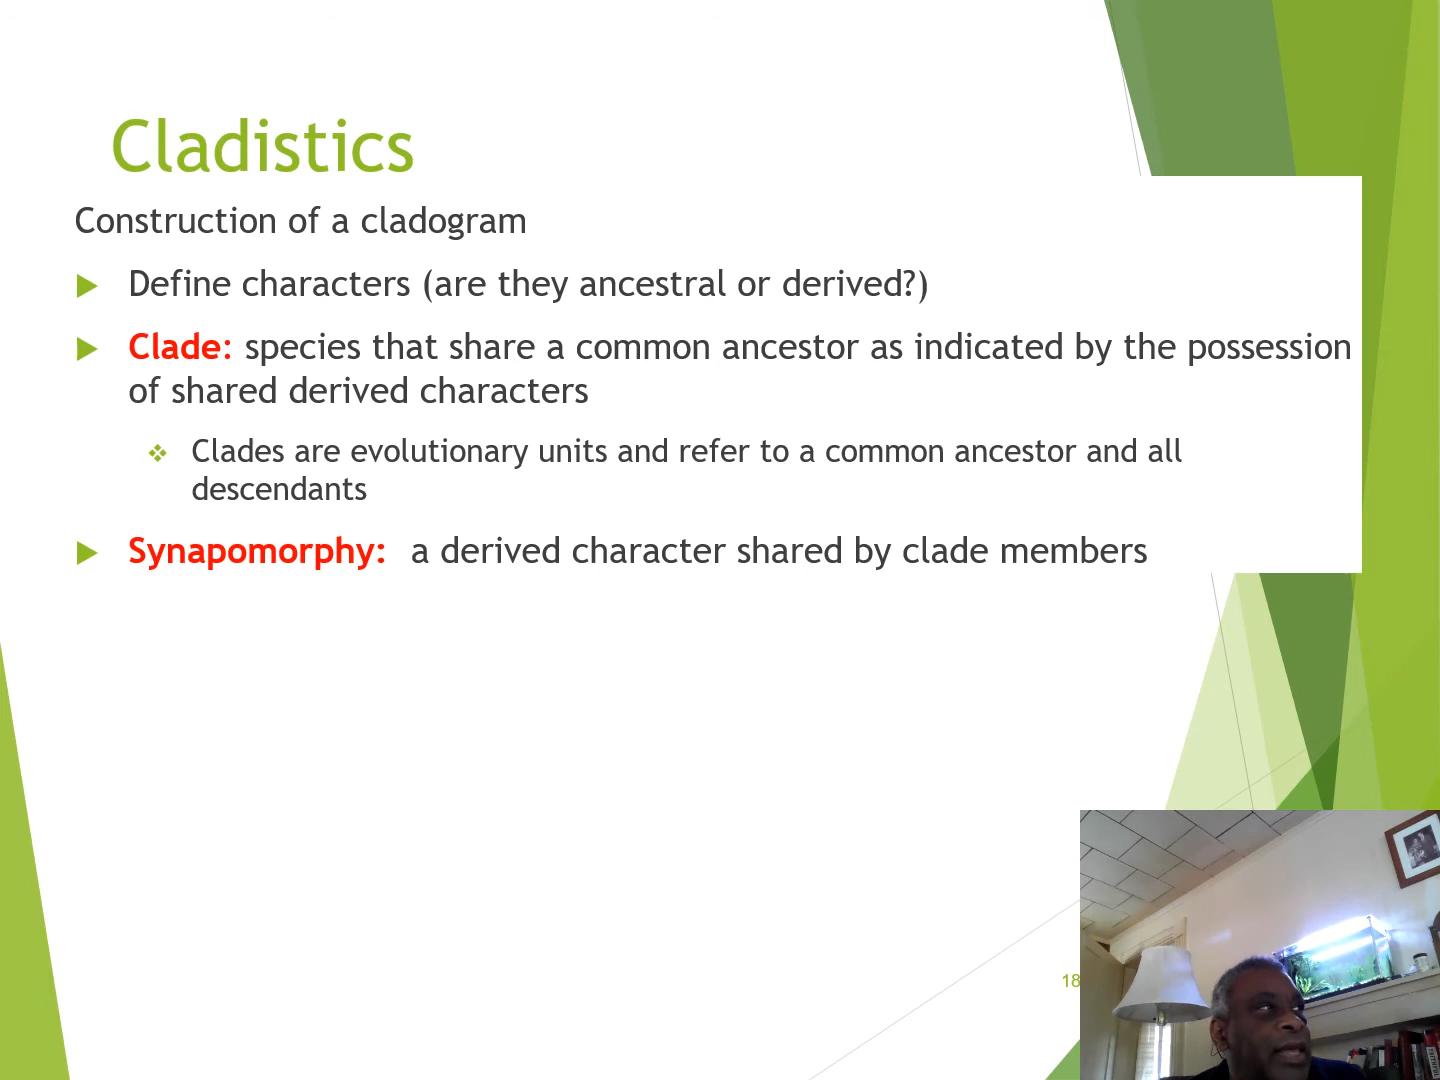 Cladistics
Construction of a cladogram
Define characters (are they ancestral or derived?)
Clade: species that share a common ancestor as indicated by the possession
of shared derived characters
Clades are evolutionary units and refer to a common ancestor and all
descendants
Synapomorphy: a derived character shared by clade members
18